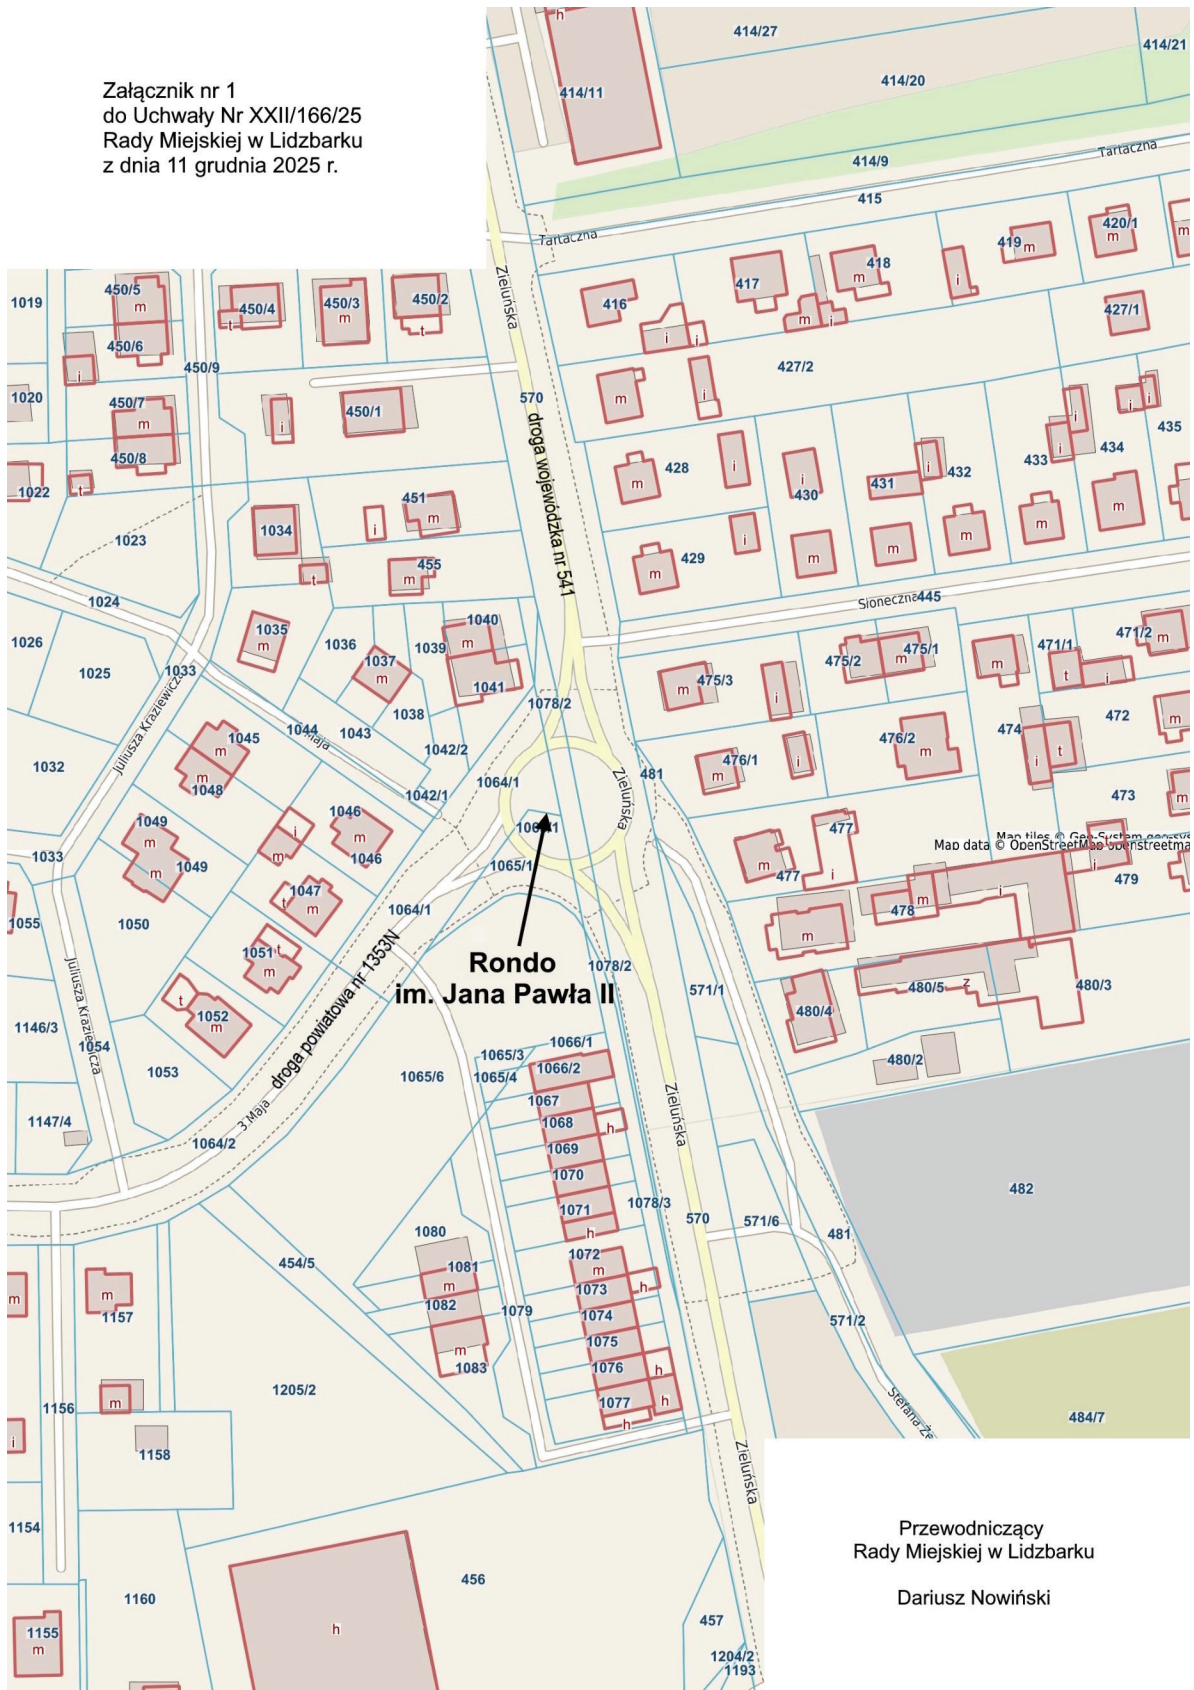 Załącznik nr 1
do Uchwały Nr XXII/166/25
Rady Miejskiej w Lidzbarku
z dnia 11 grudnia 2025 r.
h
414/27
414/21
414/20
414/11
414/9
Tartaczna
415
Tartaczna
420/1
m
m
419
m
418
m
417
416
i
i
i
m
i
427/1
427/2
Zieluńska
1019
450/5
m
450/6
i
450/4
t
450/3
m
450/2
t
450/9
1020
450/7
m
450/8
t
i
450/1
570
droga wojewódzka nr 541
m
i
428
m
i
i
430
431
i
432
433
i
i
434
i
i
435
1022
1023
1034
t
i
451
m
455
m
429
m
i
m
m
m
m
m
1024
Słoneczna
445
1026
1025
1033
1035
m
1036
1037
m
1039
1040
m
1041
1038
1043
1044
Maja
1042/2
1042/1
1078/2
475/3
m
i
475/2
475/1
m
m
471/1
t
i
471/2
m
472
m
474
i
t
473
m
476/2
m
476/1
m
i
481
Zieluńska
Juliusza Kraziewicza
1032
1045
m
m
1048
1064/1
1065/1
1064/1
1046
m
1046
i
m
1049
m
1049
m
1033
1047
t
m
477
477
m
i
Map tiles © Geo-System
Map data © OpenStreetMap
i
479
478
m
i
m
1055
1050
1051
t
m
Rondo
im. Jana Pawła II
1078/2
571/1
480/5
z
480/3
480/4
480/2
t
1052
m
1053
1054
1146/3
Juliusza Kraziewicza
droga powiatowa nr 1353N
3 Maja
1064/2
1147/4
1065/6
1065/3
1065/4
1066/1
1066/2
1067
1068
h
1069
1070
1071
h
1078/3
Zieluńska
570
571/6
481
482
571/2
484/7
1072
m
1073
h
1074
1075
1076
h
1077
h
h
1079
1080
1081
m
1082
m
1083
454/5
1205/2
m
m
1157
m
1156
i
1158
1154
1160
1155
m
456
h
Zieluńska
Stefana
457
1204/2
1193
Przewodniczący
Rady Miejskiej w Lidzbarku
Dariusz Nowiński